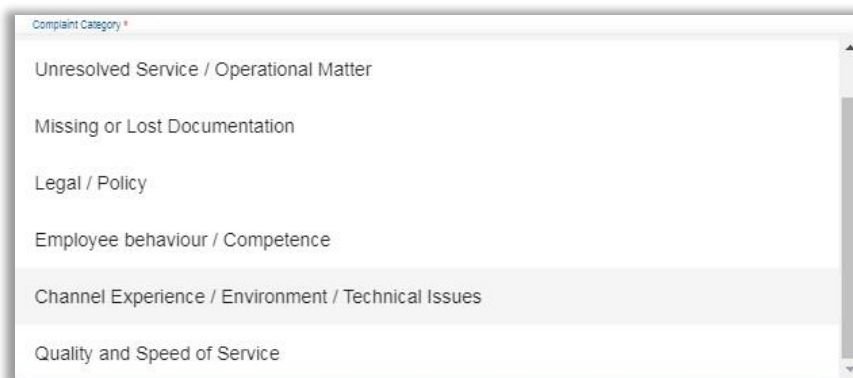 Complaint Category *
Unresolved Service / Operational Matter
Missing or Lost Documentation
Legal / Policy
Employee behaviour / Competence
Channel Experience / Environment / Technical Issues
Quality and Speed of Service